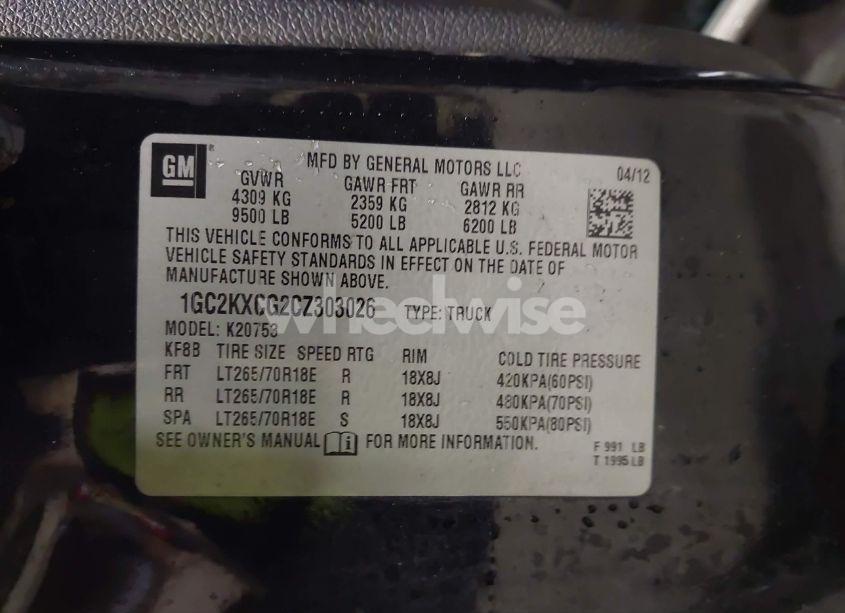 GM MFD BY GENERAL MOTORS LLC 04/12
GVWR GAWR FRT GAWR RR
4309 KG 2359 KG 2812 KG
9500 LB 5200 LB 6200 LB
THIS VEHICLE CONFORMS TO ALL APPLICABLE U.S. FEDERAL MOTOR
VEHICLE SAFETY STANDARDS IN EFFECT ON THE DATE OF
MANUFACTURE SHOWN ABOVE.
1GC2KXCG2CZ303026 TYPE: TRUCK
wheelwise
MODEL: K20753
KF8B TIRE SIZE SPEED RTG RIM COLD TIRE PRESSURE
FRT LT265/70R18E R 18X8J 420KPA(60PSI)
RR LT265/70R18E R 18X8J 480KPA(70PSI)
SPA LT265/70R18E S 18X8J 550KPA(80PSI)
SEE OWNER'S MANUAL i FOR MORE INFORMATION.
F 991 LB
T 1995 LB